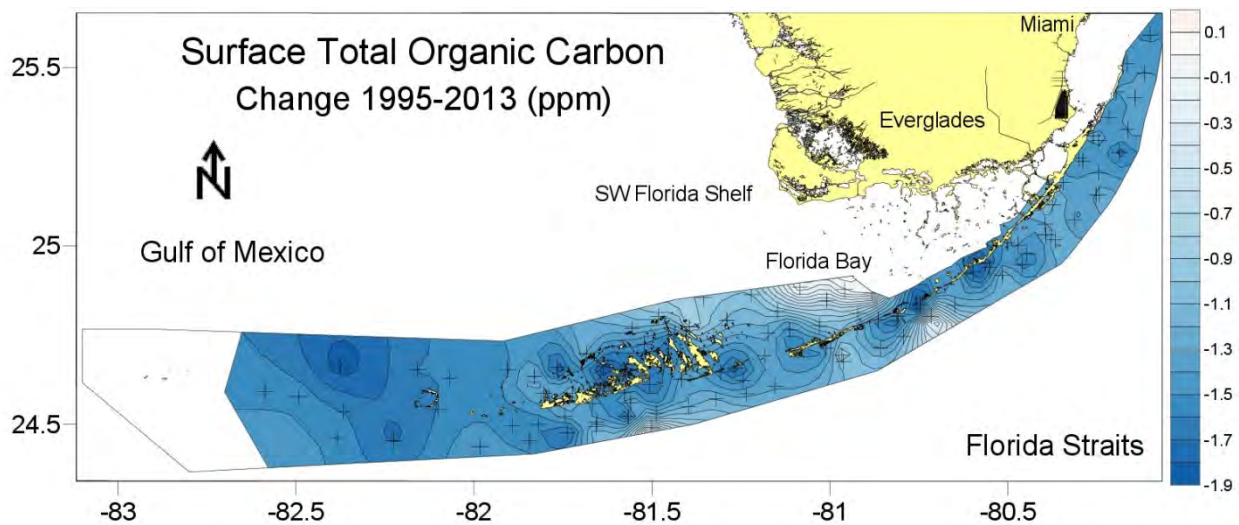 Surface Total Organic Carbon
Change 1995-2013 (ppm)
N
Miami
Everglades
SW Florida Shelf
Gulf of Mexico
Florida Bay
Florida Straits
25.5
25
24.5
-83
-82.5
-82
-81.5
-81
-80.5
0.1
-0.1
-0.3
-0.5
-0.7
-0.9
-1.1
-1.3
-1.5
-1.7
-1.9